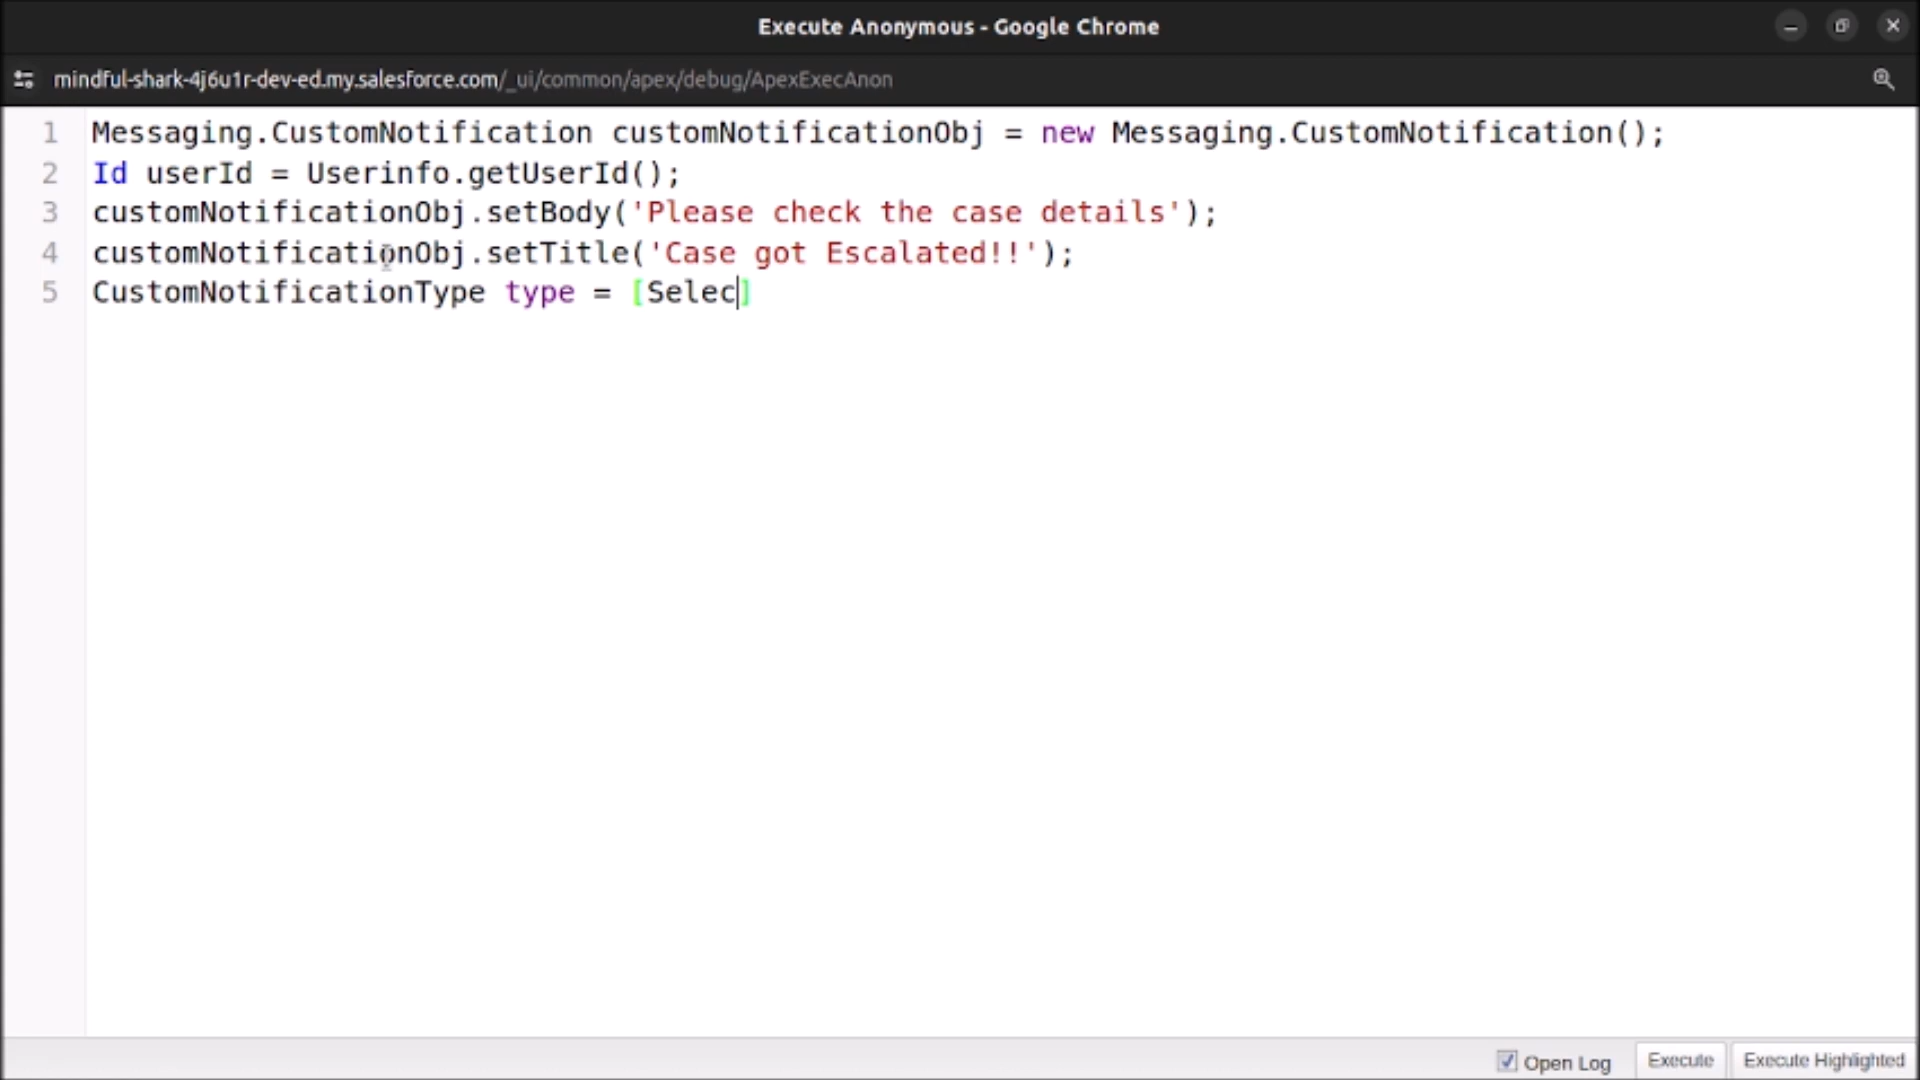 Execute Anonymous - Google Chrome
mindful-shark-4j6u1r-dev-ed.my.salesforce.com/_ui/common/apex/debug/ApexExecAnon
1 Messaging.CustomNotification customNotificationObj = new Messaging.CustomNotification();
2 Id userId = Userinfo.getUserId();
3 customNotificationObj.setBody('Please check the case details');
4 customNotificationObj.setTitle('Case got Escalated!!');
5 CustomNotificationType type = [Selec]
Open Log Execute Execute Highlighted